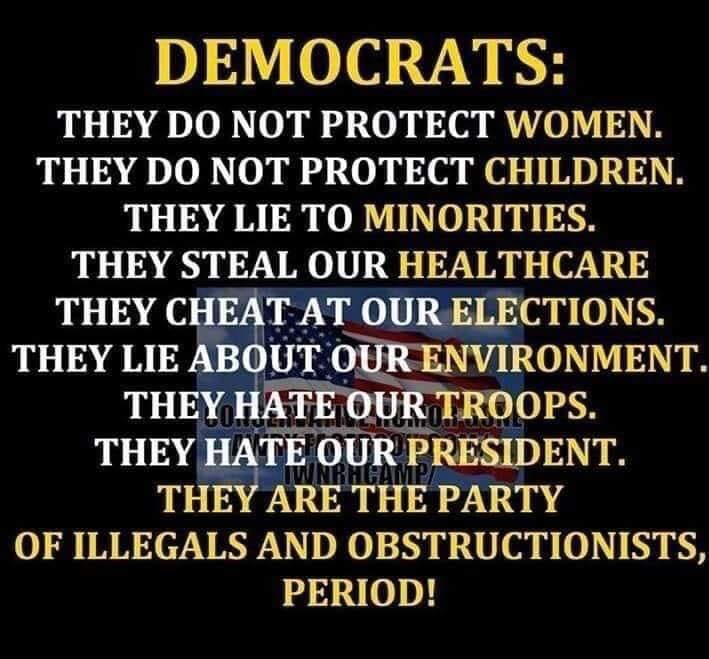 DEMOCRATS:
THEY DO NOT PROTECT WOMEN.
THEY DO NOT PROTECT CHILDREN.
THEY LIE TO MINORITIES.
THEY STEAL OUR HEALTHCARE
THEY CHEAT AT OUR ELECTIONS.
THEY LIE ABOUT OUR ENVIRONMENT.
THEY HATE OUR TROOPS.
THEY HATE OUR PRESIDENT.
THEY ARE THE PARTY
OF ILLEGALS AND OBSTRUCTIONISTS,
PERIOD!